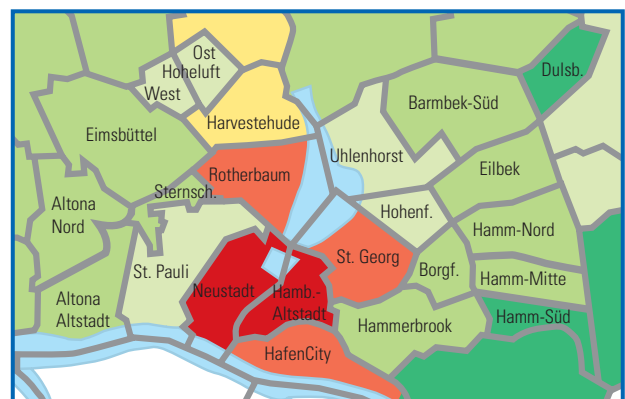 Ost
Hoheluft
West
Dulsb.
Barmbek-Süd
Harvestehude
Eimsbüttel
Uhlenhorst
Eilbek
Rotherbaum
Sternsch.
Altona
Nord
Hohenf.
Hamm-Nord
St. Georg
St. Pauli
Borgf.
Hamm-Mitte
Neustadt
Hamb.-
Altstadt
Altona
Altstadt
Hammerbrook
Hamm-Süd
HafenCity